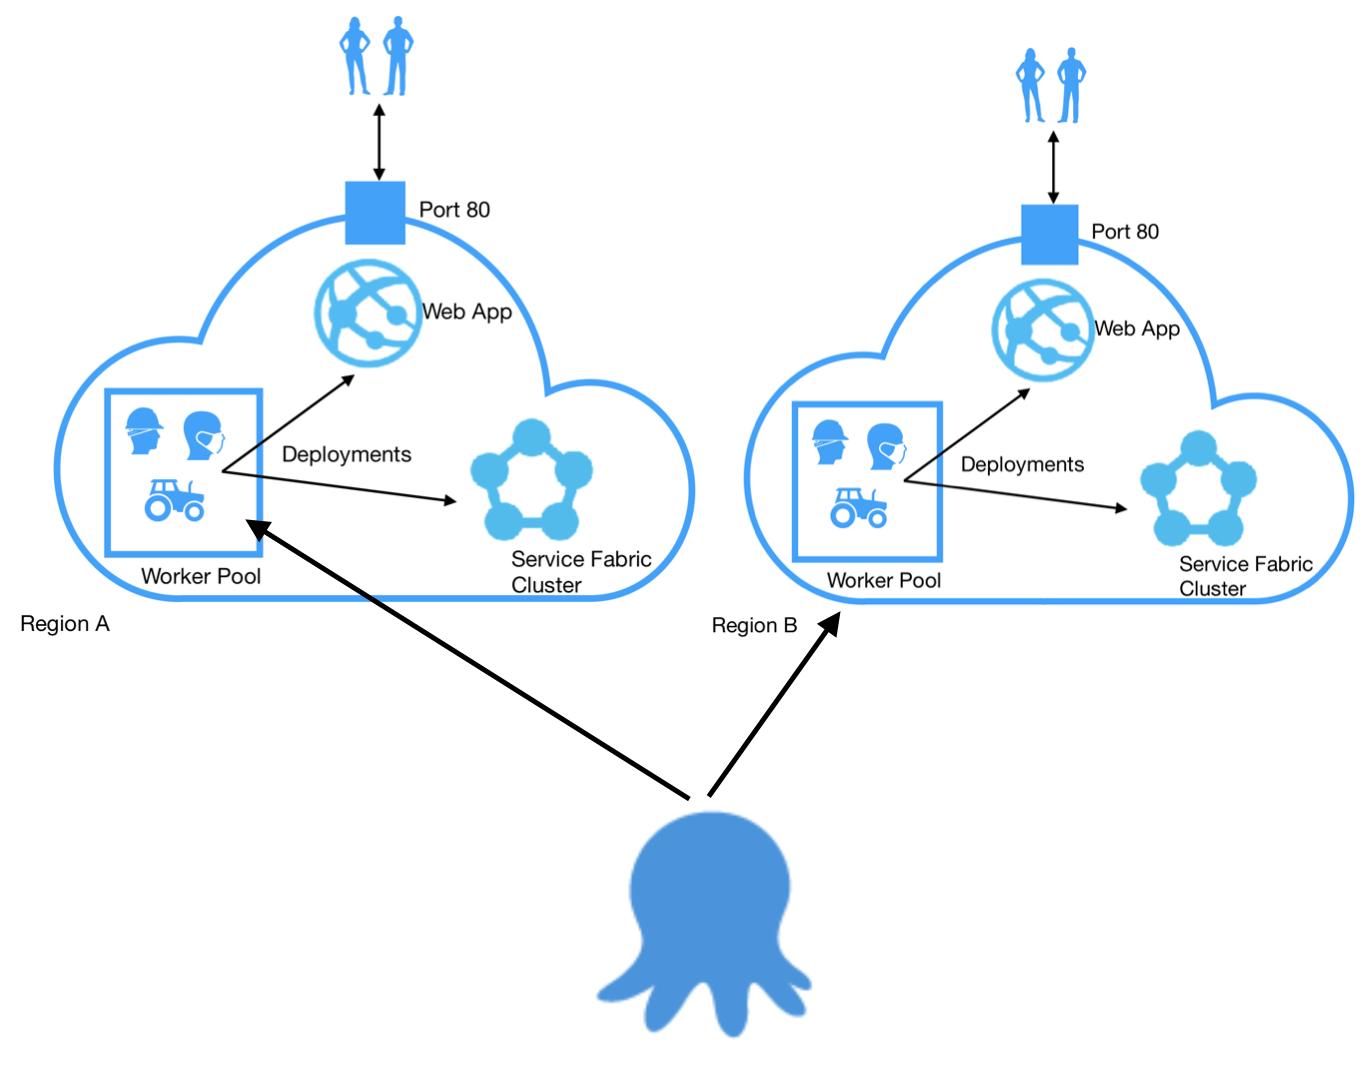 Port 80
Web App
Deployments
Service Fabric
Cluster
Worker Pool
Region A
Port 80
Web App
Deployments
Service Fabric
Cluster
Worker Pool
Region B